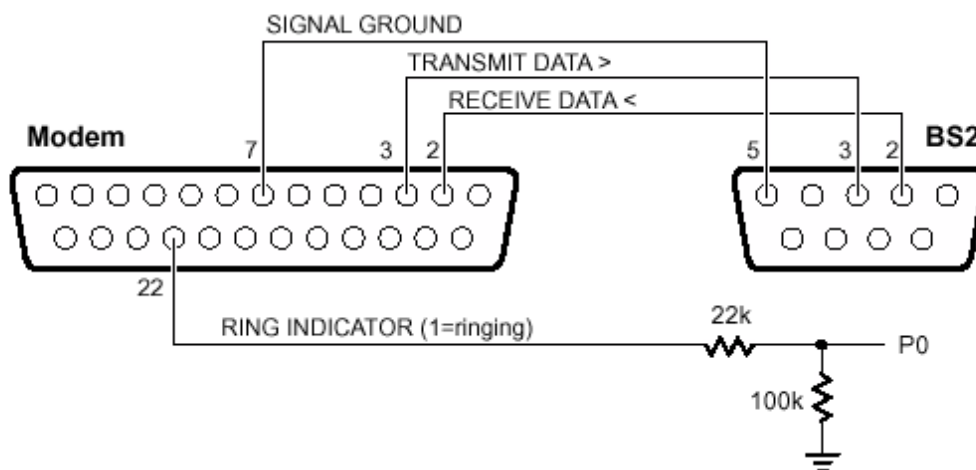 SIGNAL GROUND
TRANSMIT DATA >
RECEIVE DATA <
Modem
7
3
2
5
3
2
BS2
22
RING INDICATOR (1=ringing)
22k
P0
100k